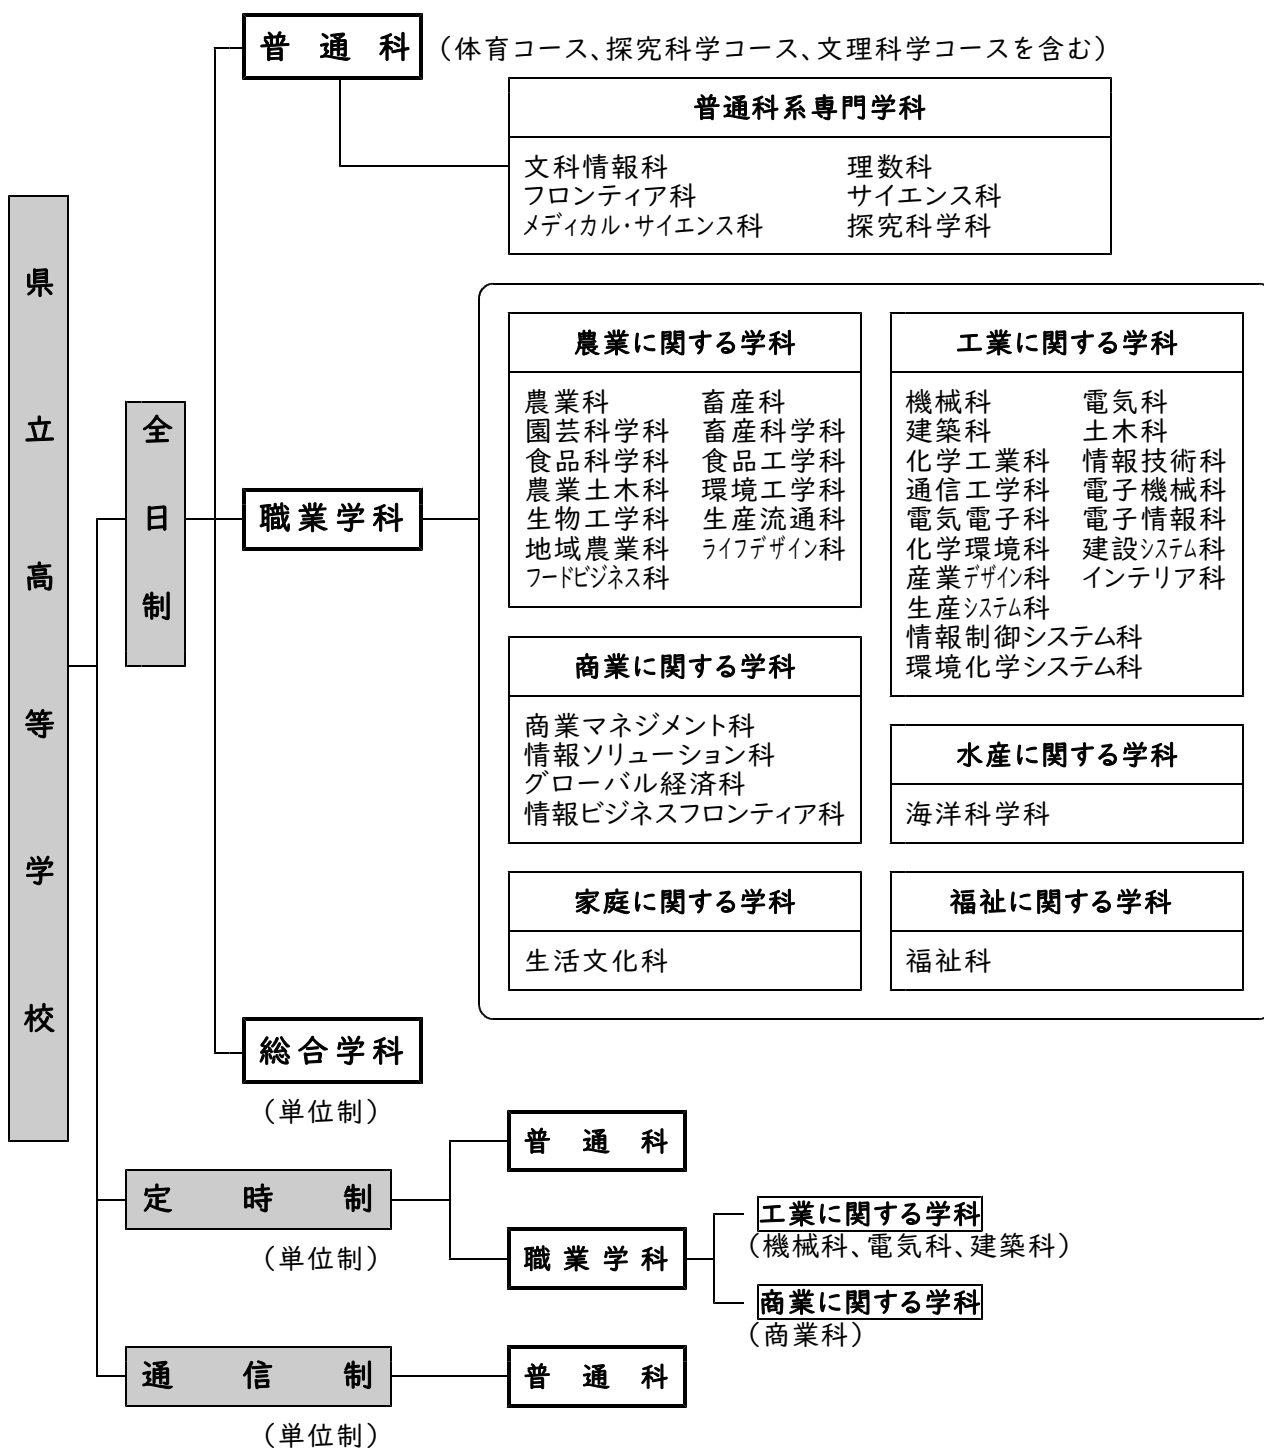 県立高等学校
全日制
普通科
（体育コース、探究科学コース、文理科学コースを含む）
普通科系専門学科
文科情報科 理数科
フロンティア科 サイエンス科
メディカル・サイエンス科 探究科学科
職業学科
農業に関する学科
農業科 畜産科
園芸科学科 畜産科学科
食品科学科 食品工学科
農業土木科 環境工学科
生物工学科 生産流通科
地域農業科 ライフデザイン科
フードビジネス科
工業に関する学科
機械科 電気科
建築科 土木科
化学工業科 情報技術科
通信工学科 電子機械科
電気電子科 電子情報科
化学環境科 建設システム科
産業デザイン科 インテリア科
生産システム科
情報制御システム科
環境化学システム科
商業に関する学科
商業マネジメント科
情報ソリューション科
グローバル経済科
情報ビジネスフロンティア科
水産に関する学科
海洋科学科
家庭に関する学科
生活文化科
福祉に関する学科
福祉科
総合学科
（単位制）
定時制
（単位制）
普通科
職業学科
工業に関する学科
（機械科、電気科、建築科）
商業に関する学科
（商業科）
通信制
（単位制）
普通科